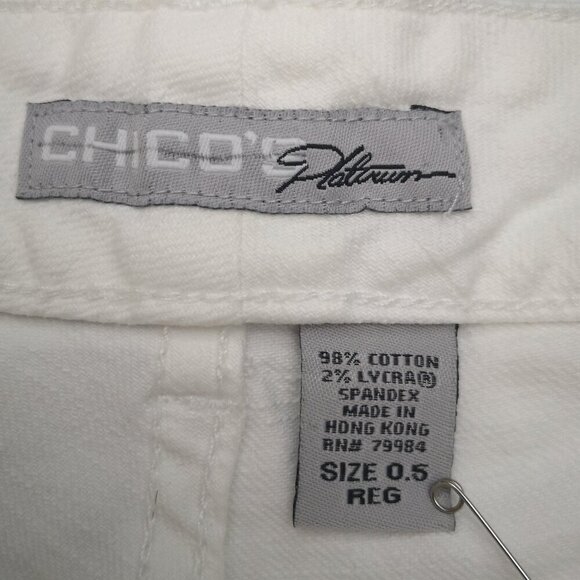 CHICO'S Platinum
98% COTTON
2% LYCRA®
SPANDEX
MADE IN
HONG KONG
RN# 79984
SIZE 0.5
REG